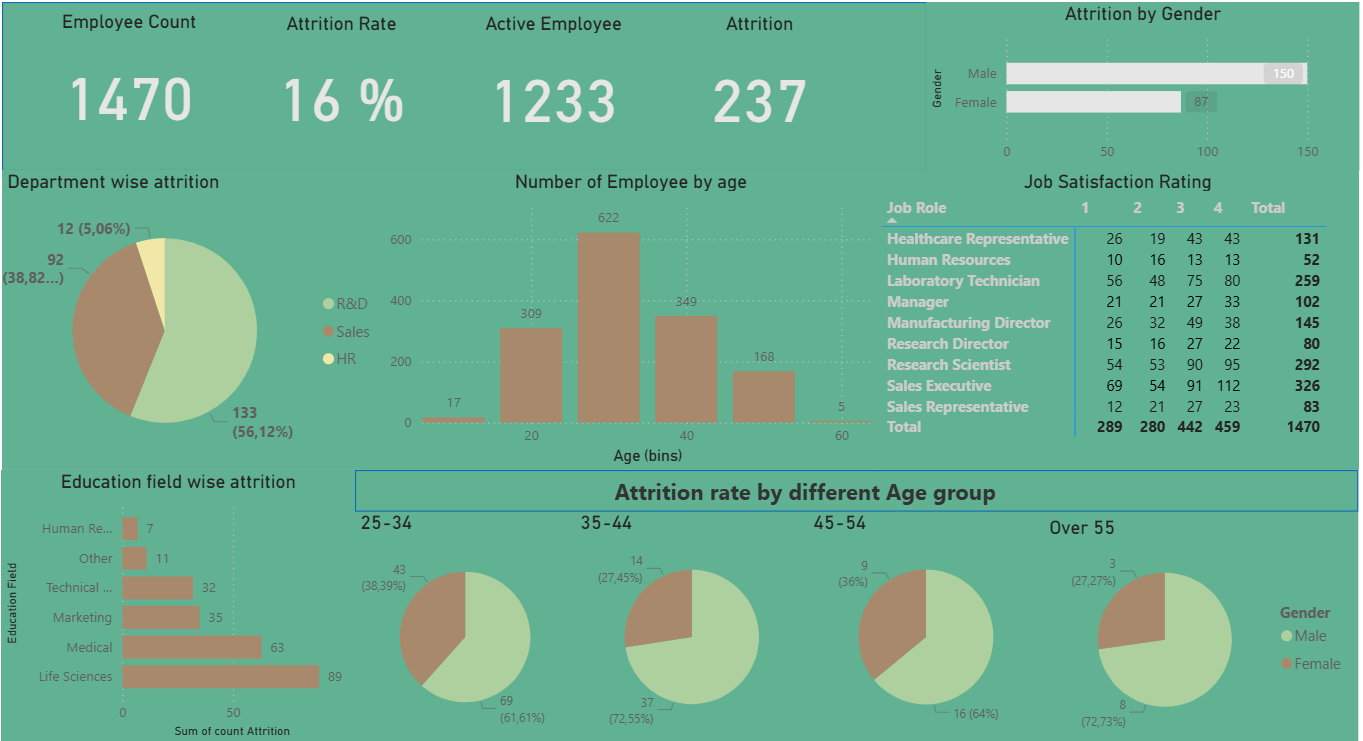 Employee Count
Attrition Rate
Active Employee
Attrition
1470
16 %
1233
237
Attrition by Gender
Gender
Male
150
Female
87
0 50 100 150
Department wise attrition
12 (5,06%)
92
(38,82...)
133
(56,12%)
R&D
Sales
HR
Number of Employee by age
600
400
200
0
17
309
622
349
168
5
20 40 60
Age (bins)
Job Satisfaction Rating
Job Role 1 2 3 4 Total
Healthcare Representative 26 19 43 43 131
Human Resources 10 16 13 13 52
Laboratory Technician 56 48 75 80 259
Manager 21 21 27 33 102
Manufacturing Director 26 32 49 38 145
Research Director 15 16 27 22 80
Research Scientist 54 53 90 95 292
Sales Executive 69 54 91 112 326
Sales Representative 12 21 27 23 83
Total 289 280 442 459 1470
Education field wise attrition
Education Field
Human Re... 7
Other 11
Technical ... 32
Marketing 35
Medical 63
Life Sciences 89
0 50
Sum of count Attrition
Attrition rate by different Age group
25-34
43
(38,39%)
69
(61,61%)
35-44
14
(27,45%)
37
(72,55%)
45-54
9
(36%)
16 (64%)
Over 55
3
(27,27%)
8
(72,73%)
Gender
Male
Female